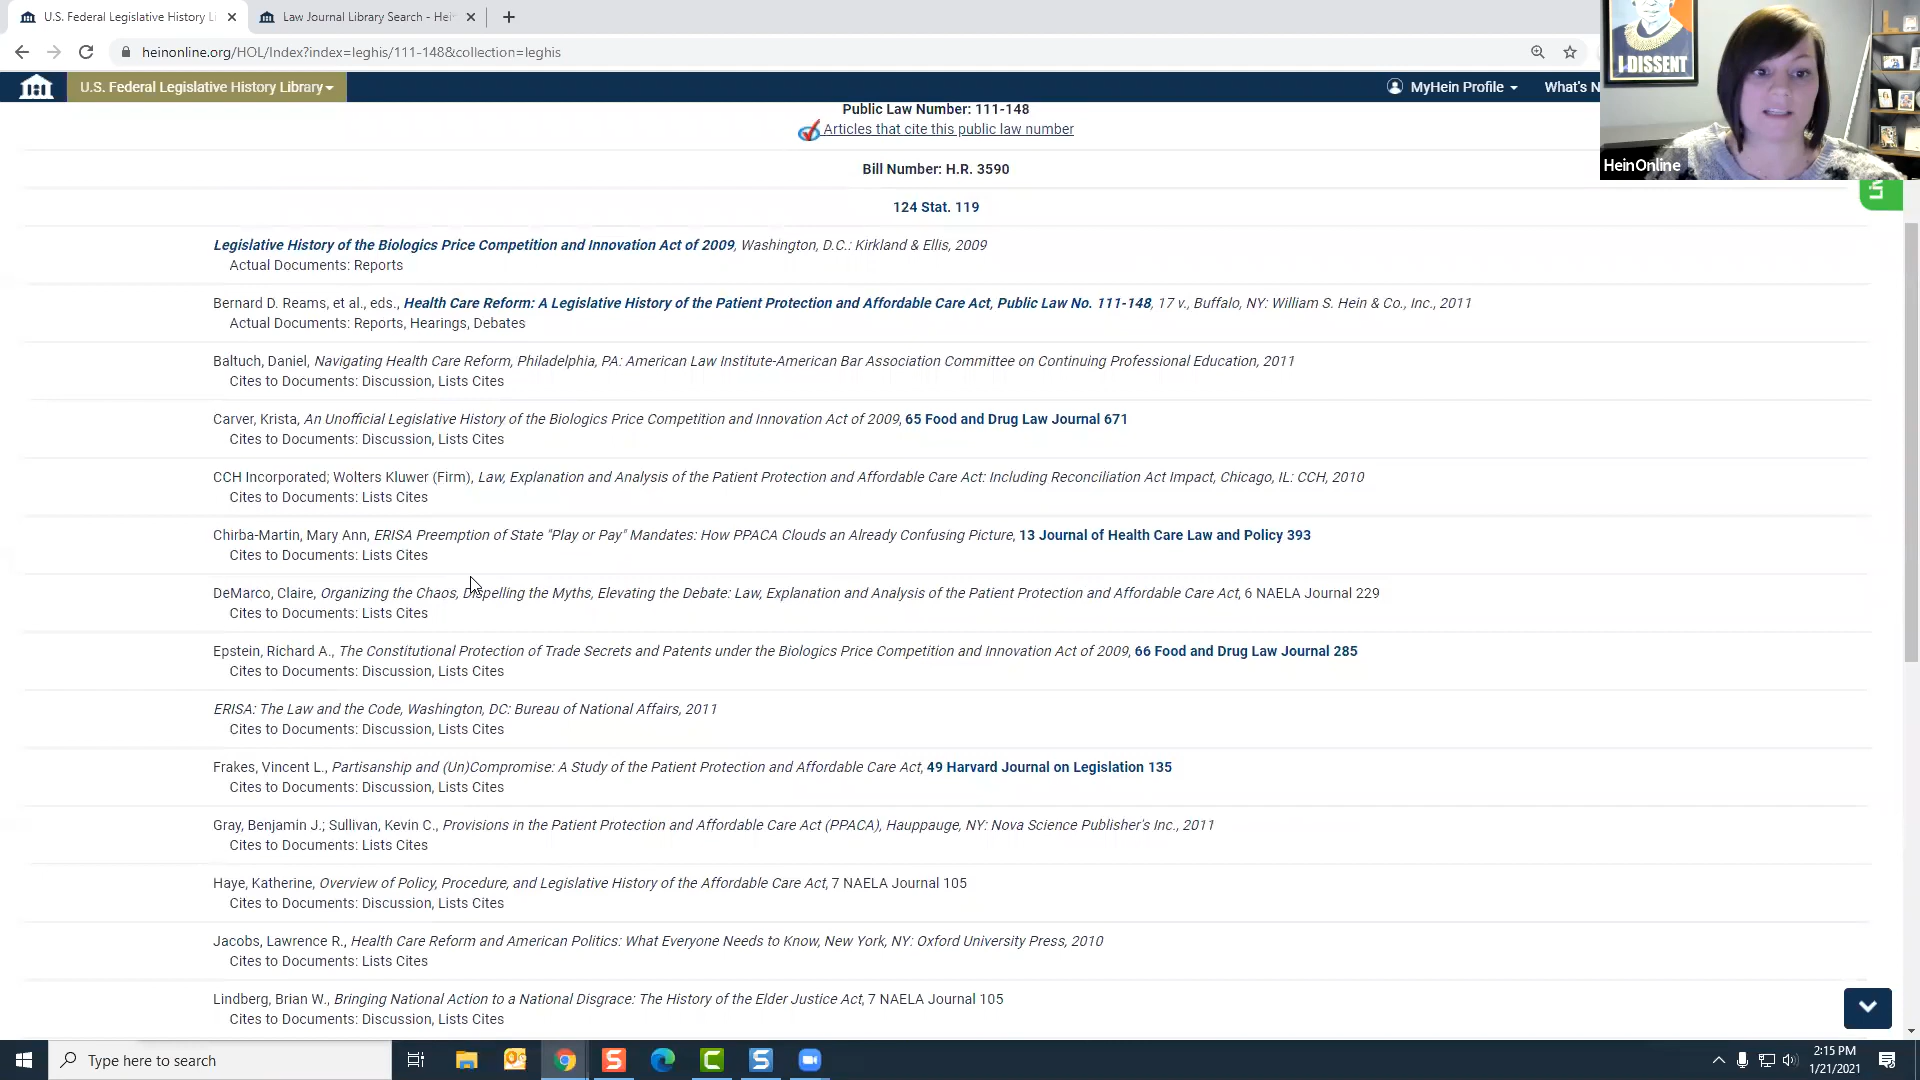 U.S. Federal Legislative History Li
Law Journal Library Search - Hei
heinonline.org/HOL/Index?index=leghis/111-148&collection=leghis
I DISSENT
HeinOnline
U.S. Federal Legislative History Library
MyHein Profile
What's N
Public Law Number: 111-148
Articles that cite this public law number
Bill Number: H.R. 3590
124 Stat. 119
Legislative History of the Biologics Price Competition and Innovation Act of 2009, Washington, D.C.: Kirkland & Ellis, 2009
Actual Documents: Reports
Bernard D. Reams, et al., eds., Health Care Reform: A Legislative History of the Patient Protection and Affordable Care Act, Public Law No. 111-148, 17 v., Buffalo, NY: William S. Hein & Co., Inc., 2011
Actual Documents: Reports, Hearings, Debates
Baltuch, Daniel, Navigating Health Care Reform, Philadelphia, PA: American Law Institute-American Bar Association Committee on Continuing Professional Education, 2011
Cites to Documents: Discussion, Lists Cites
Carver, Krista, An Unofficial Legislative History of the Biologics Price Competition and Innovation Act of 2009, 65 Food and Drug Law Journal 671
Cites to Documents: Discussion, Lists Cites
CCH Incorporated; Wolters Kluwer (Firm), Law, Explanation and Analysis of the Patient Protection and Affordable Care Act: Including Reconciliation Act Impact, Chicago, IL: CCH, 2010
Cites to Documents: Lists Cites
Chirba-Martin, Mary Ann, ERISA Preemption of State "Play or Pay" Mandates: How PPACA Clouds an Already Confusing Picture, 13 Journal of Health Care Law and Policy 393
Cites to Documents: Lists Cites
DeMarco, Claire, Organizing the Chaos, Dispelling the Myths, Elevating the Debate: Law, Explanation and Analysis of the Patient Protection and Affordable Care Act, 6 NAELA Journal 229
Cites to Documents: Lists Cites
Epstein, Richard A., The Constitutional Protection of Trade Secrets and Patents under the Biologics Price Competition and Innovation Act of 2009, 66 Food and Drug Law Journal 285
Cites to Documents: Discussion, Lists Cites
ERISA: The Law and the Code, Washington, DC: Bureau of National Affairs, 2011
Cites to Documents: Discussion, Lists Cites
Frakes, Vincent L., Partisanship and (Un)Compromise: A Study of the Patient Protection and Affordable Care Act, 49 Harvard Journal on Legislation 135
Cites to Documents: Discussion, Lists Cites
Gray, Benjamin J.; Sullivan, Kevin C., Provisions in the Patient Protection and Affordable Care Act (PPACA), Hauppauge, NY: Nova Science Publisher's Inc., 2011
Cites to Documents: Lists Cites
Haye, Katherine, Overview of Policy, Procedure, and Legislative History of the Affordable Care Act, 7 NAELA Journal 105
Cites to Documents: Discussion, Lists Cites
Jacobs, Lawrence R., Health Care Reform and American Politics: What Everyone Needs to Know, New York, NY: Oxford University Press, 2010
Cites to Documents: Lists Cites
Lindberg, Brian W., Bringing National Action to a National Disgrace: The History of the Elder Justice Act, 7 NAELA Journal 105
Cites to Documents: Discussion, Lists Cites
Type here to search
2:15 PM
1/21/2021